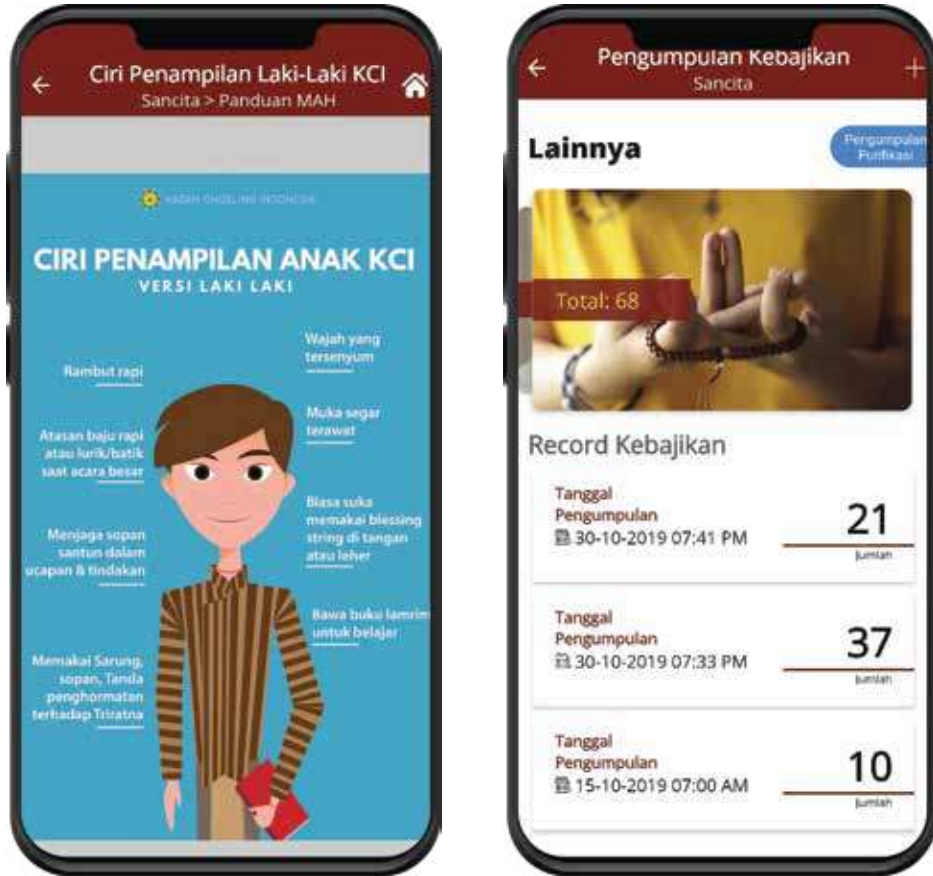 Ciri Penampilan Laki-Laki KCI
Sancita > Panduan MAH
KADAM CHOELING INDONESIA
CIRI PENAMPILAN ANAK KCI
VERSI LAKI LAKI
Rambut rapi
Atasan baju rapi
atau lurik/batik
saat acara besar
Menjaga sopan
santun dalam
ucapan & tindakan
Memakai Sarung,
sopan, Tanda
penghormatan
terhadap Triratna
Wajah yang
tersenyum
Muka segar
terawat
Biasa suka
memakai blessing
string di tangan
atau leher
Bawa buku lamrim
untuk belajar
Pengumpulan Kebajikan
Sancita
Lainnya
Pengumpulan
Purifikasi
Total: 68
Record Kebajikan
Tanggal
Pengumpulan
30-10-2019 07:41 PM
21
Jumlah
Tanggal
Pengumpulan
30-10-2019 07:33 PM
37
Jumlah
Tanggal
Pengumpulan
15-10-2019 07:00 AM
10
Jumlah